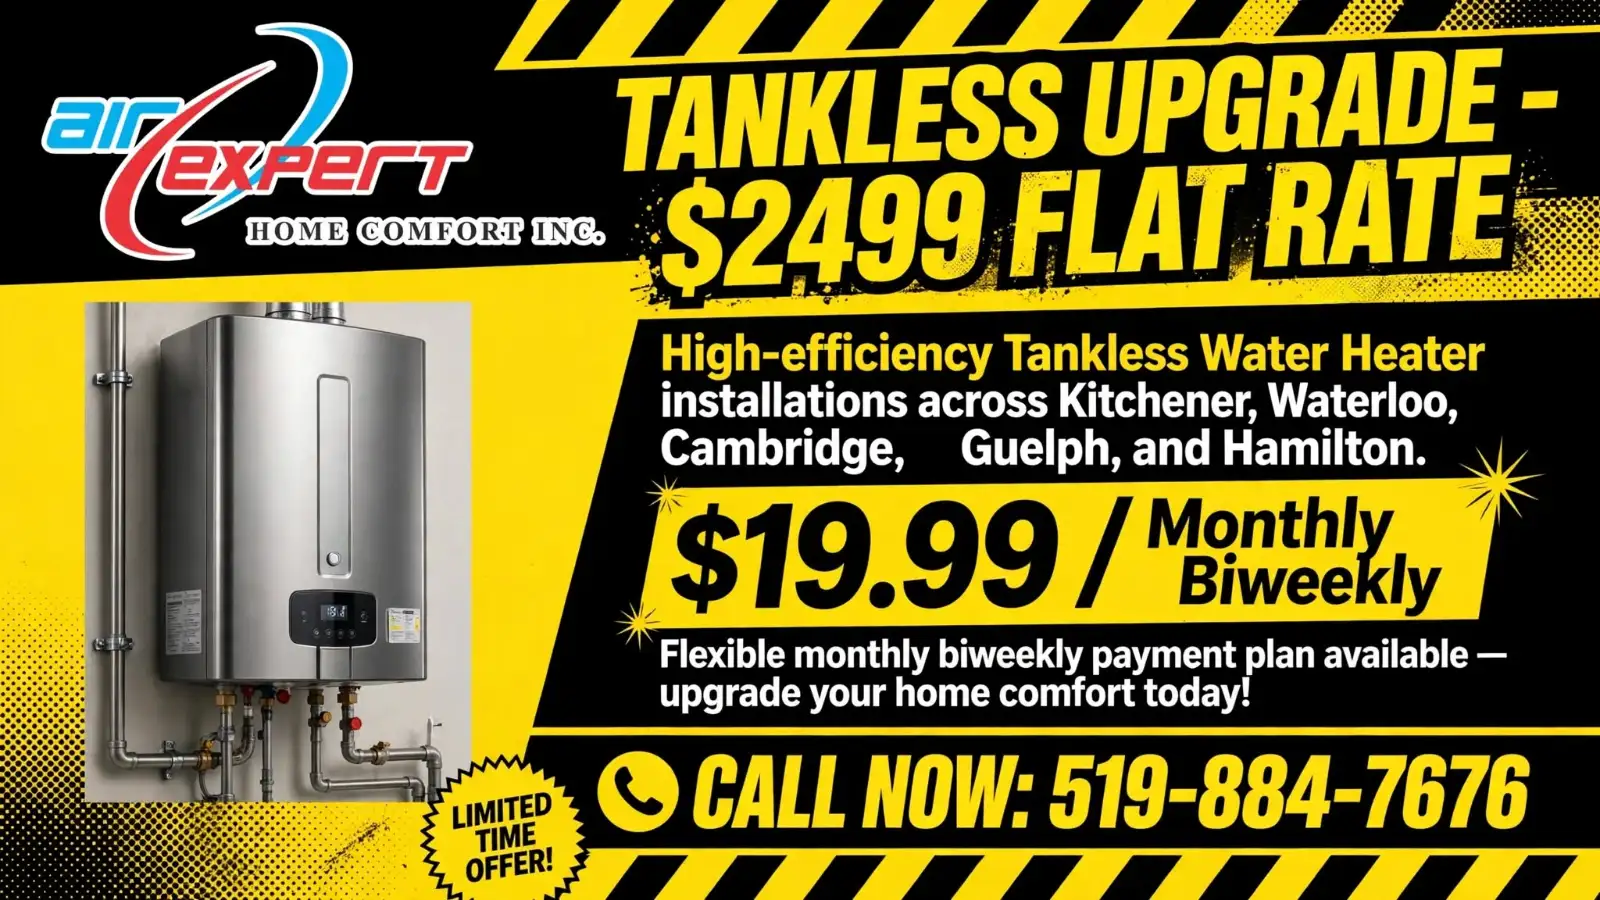 air expert
HOME COMFORT INC.
TANKLESS UPGRADE -
$2499 FLAT RATE
High-efficiency Tankless Water Heater
installations across Kitchener, Waterloo,
Cambridge, Guelph, and Hamilton.
$19.99 / Monthly
Biweekly
Flexible monthly biweekly payment plan available —
upgrade your home comfort today!
LIMITED
TIME
OFFER!
CALL NOW: 519-884-7676